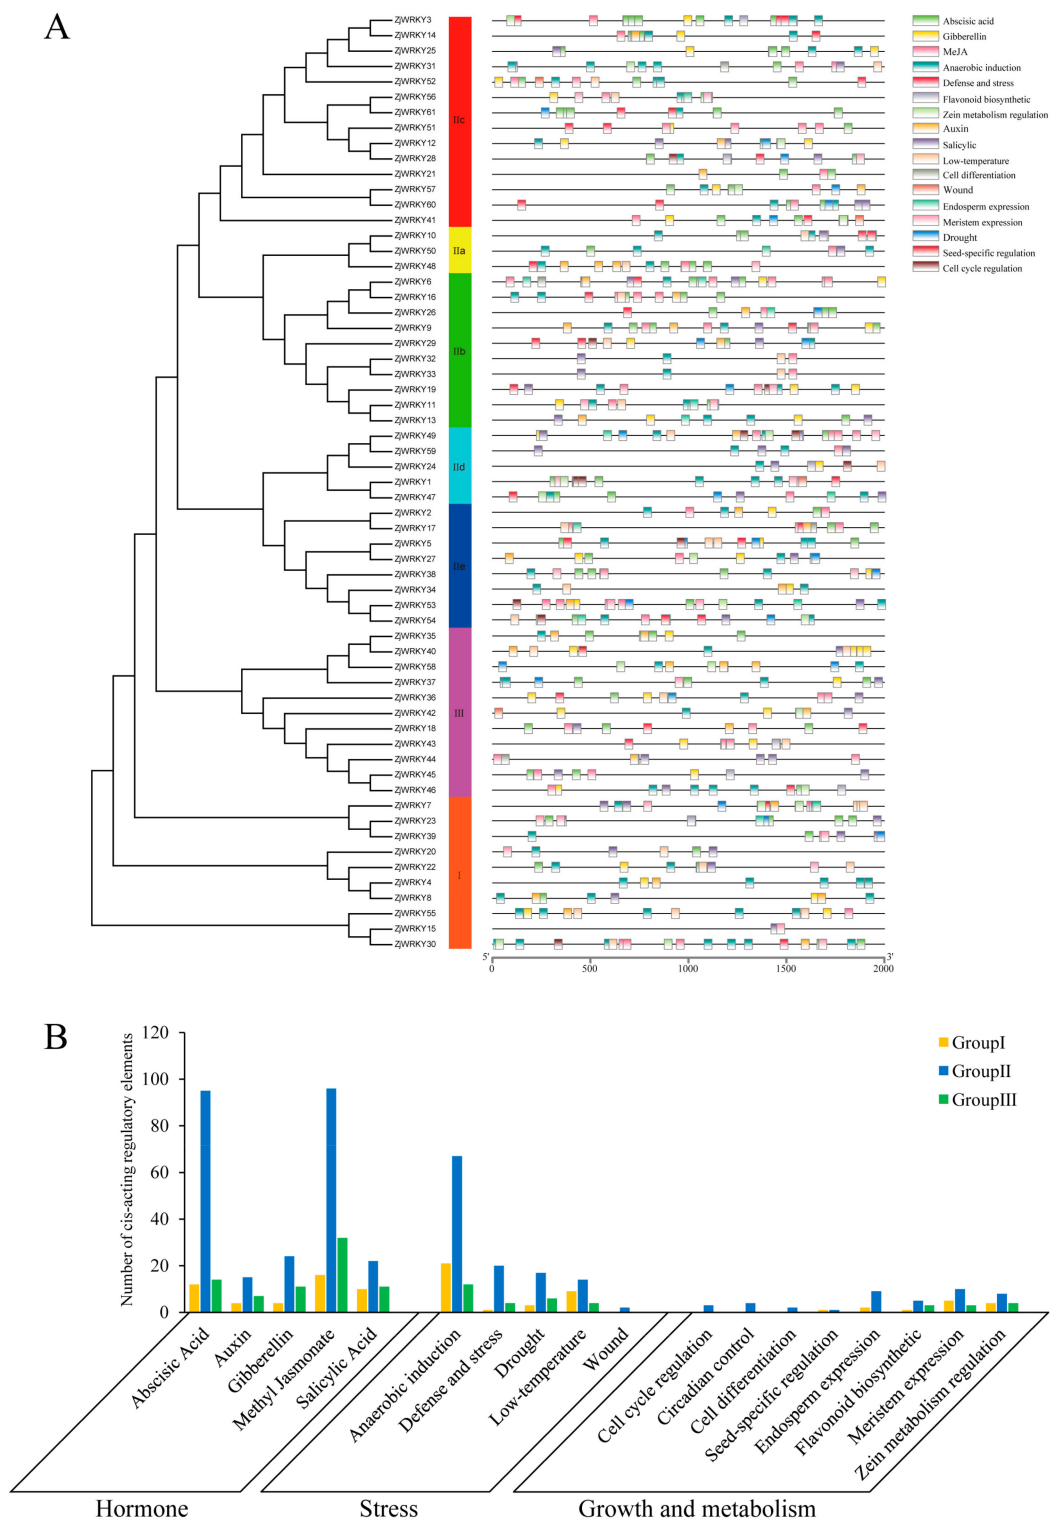 A
ZjWRKY3
ZjWRKY14
ZjWRKY25
ZjWRKY31
ZjWRKY52
ZjWRKY56
ZjWRKY61
ZjWRKY51
ZjWRKY12
ZjWRKY28
ZjWRKY21
ZjWRKY57
ZjWRKY60
ZjWRKY41
ZjWRKY10
ZjWRKY50
ZjWRKY48
ZjWRKY6
ZjWRKY16
ZjWRKY26
ZjWRKY9
ZjWRKY29
ZjWRKY32
ZjWRKY33
ZjWRKY19
ZjWRKY11
ZjWRKY13
ZjWRKY49
ZjWRKY59
ZjWRKY24
ZjWRKY1
ZjWRKY47
ZjWRKY2
ZjWRKY17
ZjWRKY5
ZjWRKY27
ZjWRKY38
ZjWRKY34
ZjWRKY53
ZjWRKY54
ZjWRKY35
ZjWRKY40
ZjWRKY58
ZjWRKY37
ZjWRKY36
ZjWRKY42
ZjWRKY18
ZjWRKY43
ZjWRKY44
ZjWRKY45
ZjWRKY46
ZjWRKY7
ZjWRKY23
ZjWRKY39
ZjWRKY20
ZjWRKY22
ZjWRKY4
ZjWRKY8
ZjWRKY55
ZjWRKY15
ZjWRKY30
IIc
IIa
IIb
IId
IIe
III
I
5' 3'
0 500 1000 1500 2000
Abscisic acid
Gibberellin
MeJA
Anaerobic induction
Defense and stress
Flavonoid biosynthetic
Zein metabolism regulation
Auxin
Salicylic
Low-temperature
Cell differentiation
Wound
Endosperm expression
Meristem expression
Drought
Seed-specific regulation
Cell cycle regulation
B
Number of cis-acting regulatory elements
120
100
80
60
40
20
0
GroupI
GroupII
GroupIII
Abscisic Acid
Auxin
Gibberellin
Methyl Jasmonate
Salicylic Acid
Anaerobic induction
Defense and stress
Drought
Low-temperature
Wound
Cell cycle regulation
Circadian control
Cell differentiation
Seed-specific regulation
Endosperm expression
Flavonoid biosynthetic
Meristem expression
Zein metabolism regulation
Hormone Stress Growth and metabolism